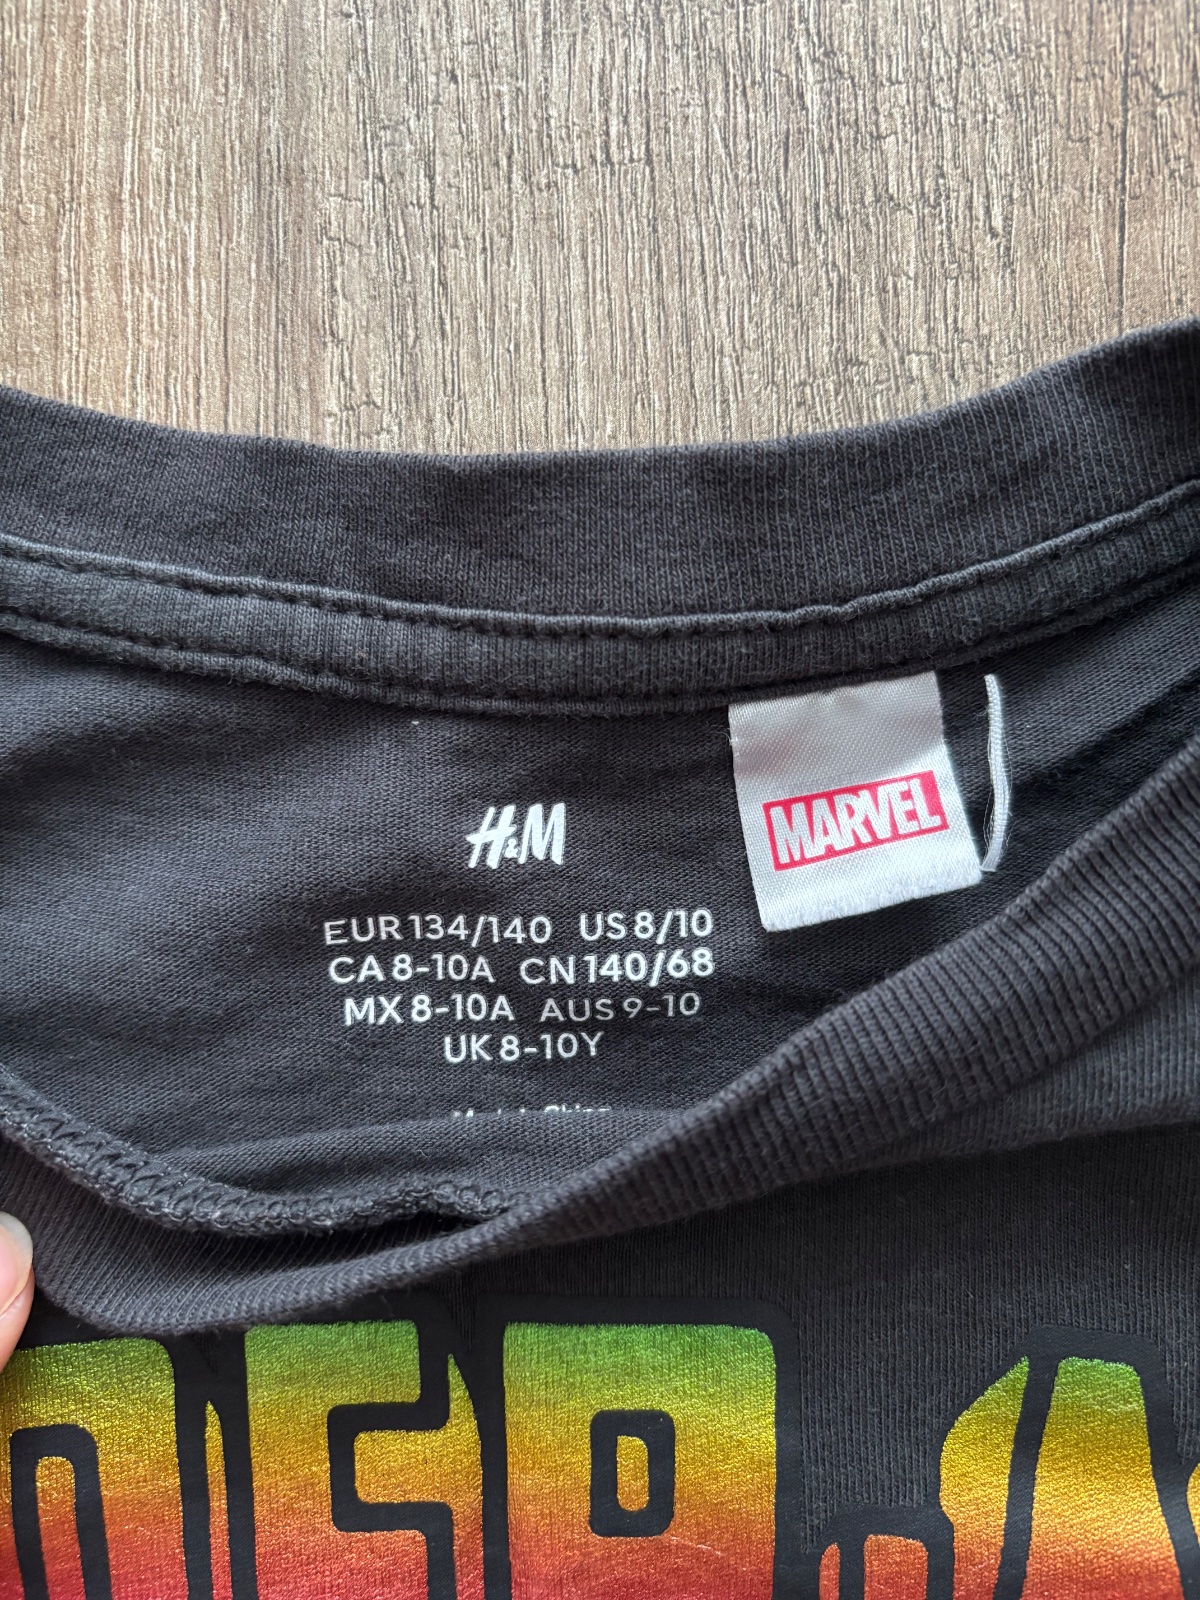 H&M
MARVEL
EUR 134/140 US 8/10
CA 8-10A CN 140/68
MX 8-10A AUS 9-10
UK 8-10Y